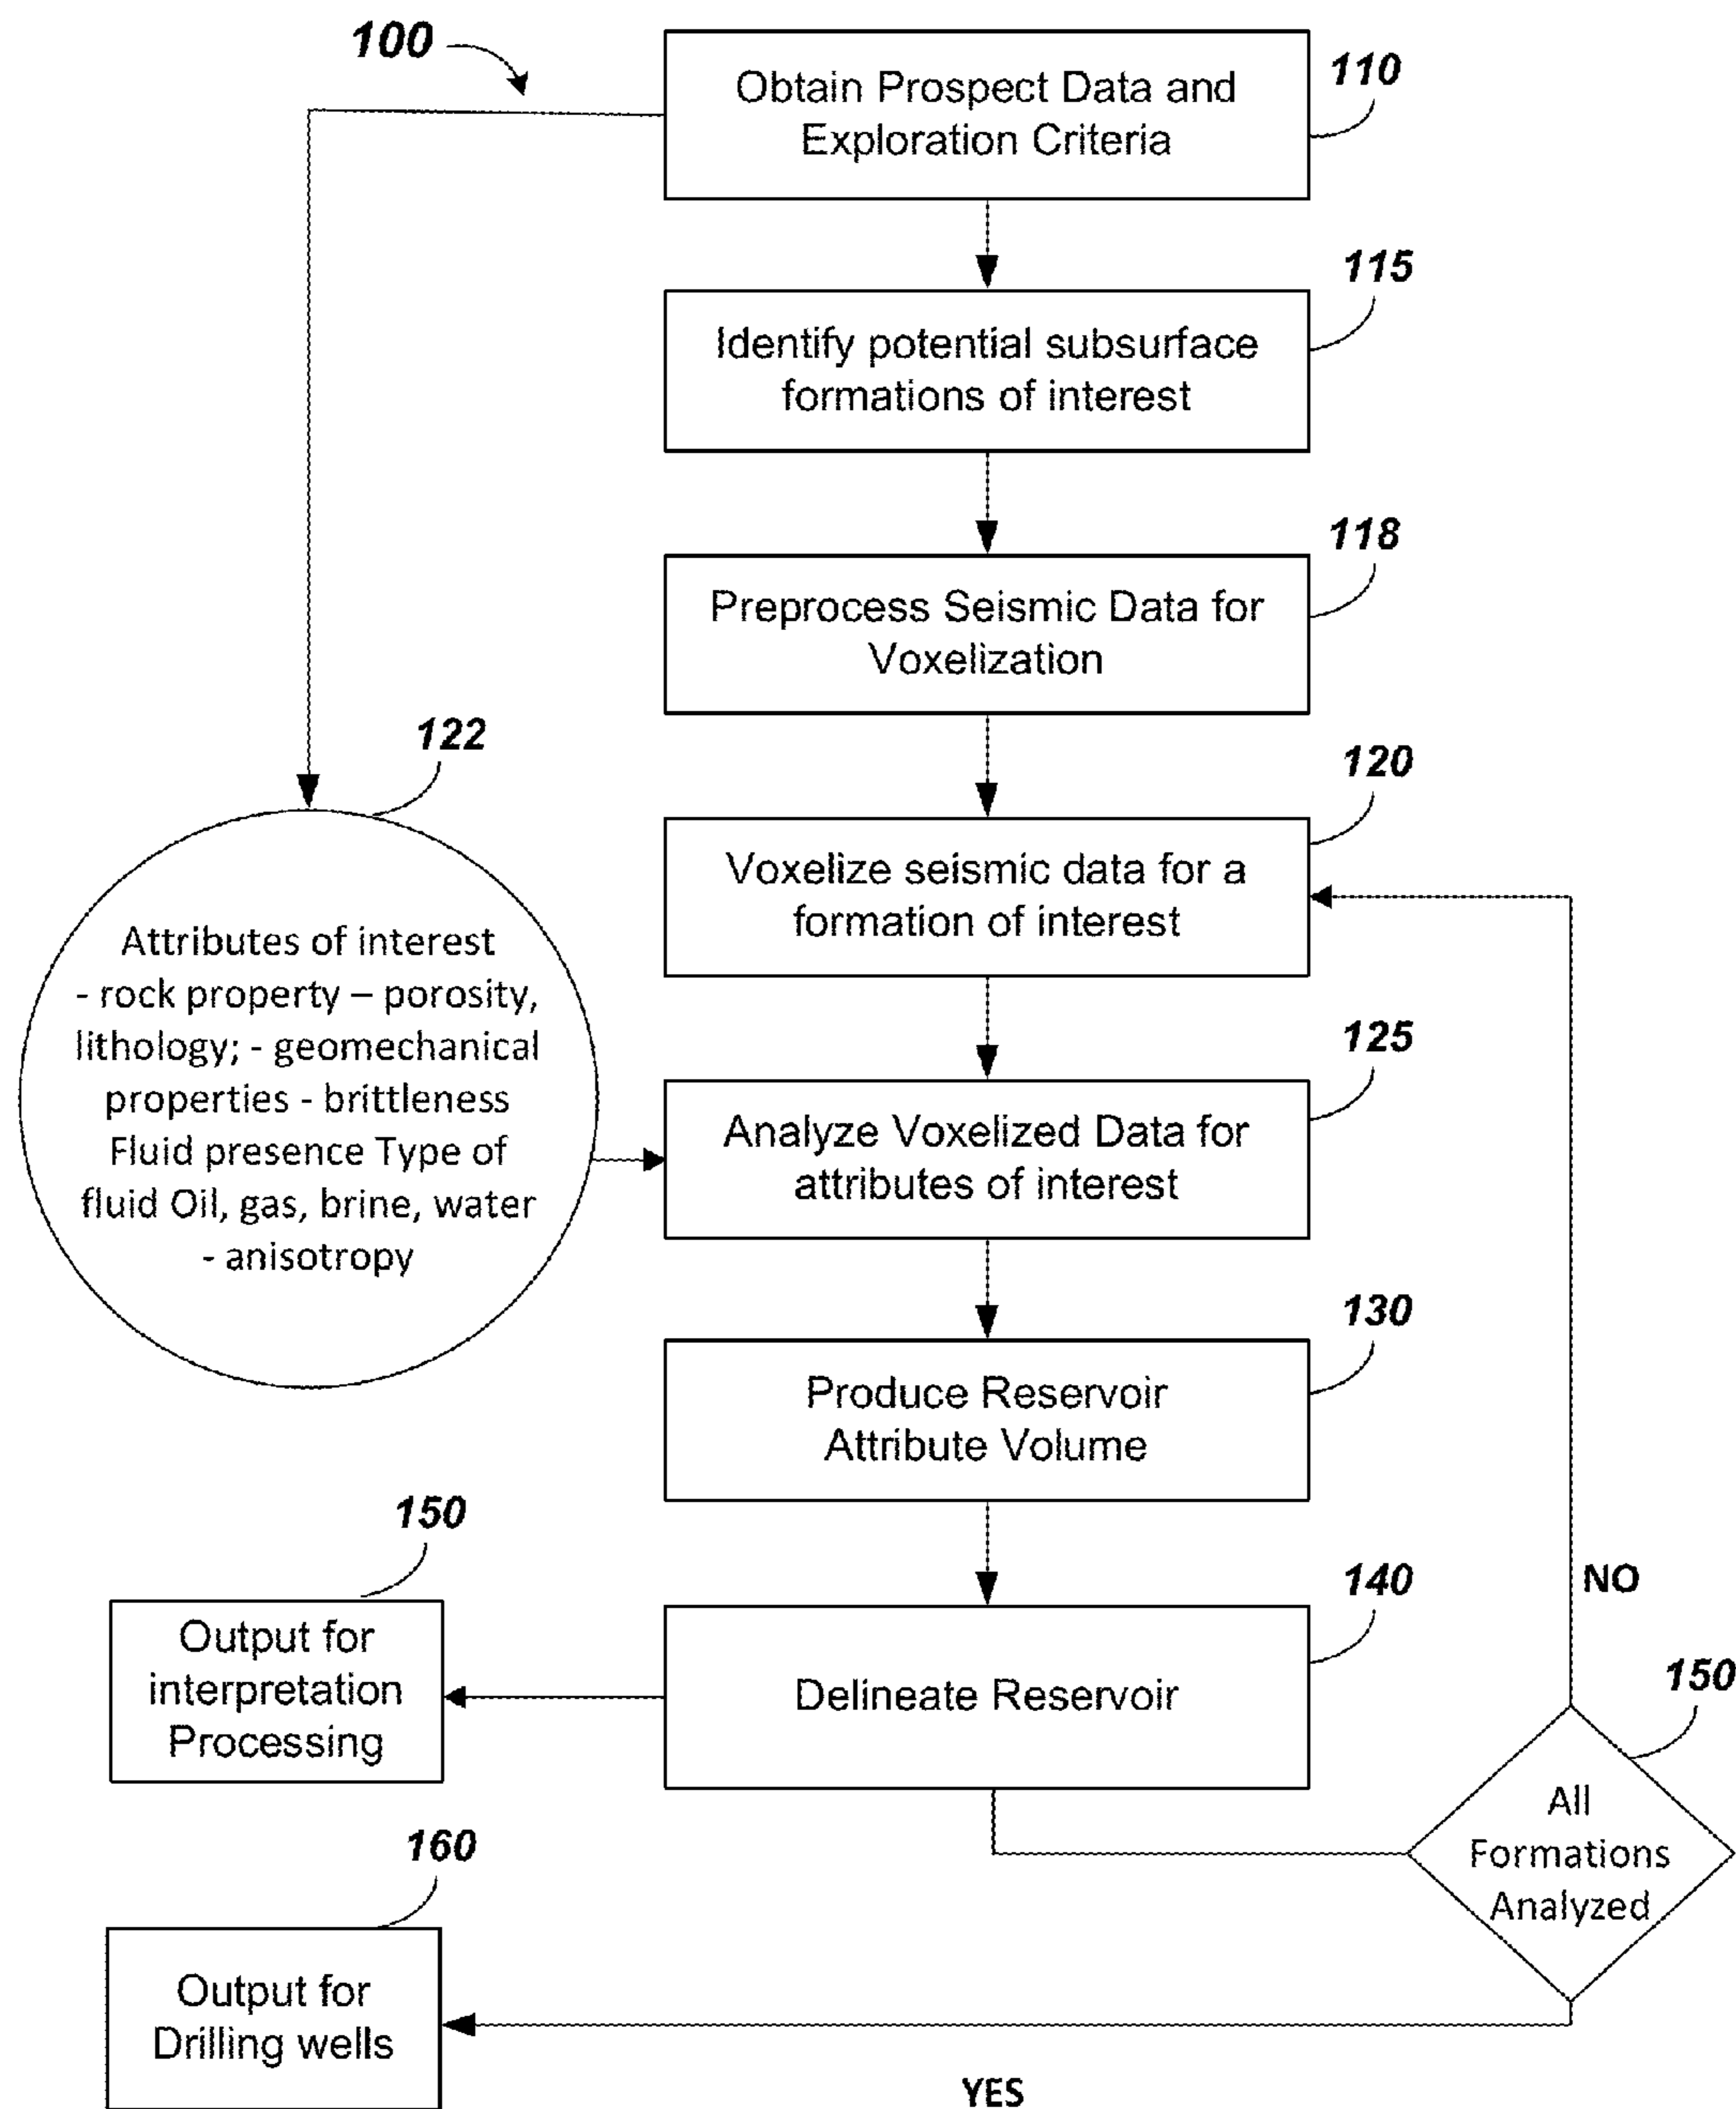 100
Obtain Prospect Data and
Exploration Criteria
110
Identify potential subsurface
formations of interest
115
Preprocess Seismic Data for
Voxelization
118
122
Attributes of interest
- rock property – porosity,
lithology; - geomechanical
properties - brittleness
Fluid presence Type of
fluid Oil, gas, brine, water
- anisotropy
Voxelize seismic data for a
formation of interest
120
Analyze Voxelized Data for
attributes of interest
125
Produce Reservoir
Attribute Volume
130
150
Output for
interpretation
Processing
Delineate Reservoir
140
NO
150
All
Formations
Analyzed
160
Output for
Drilling wells
YES